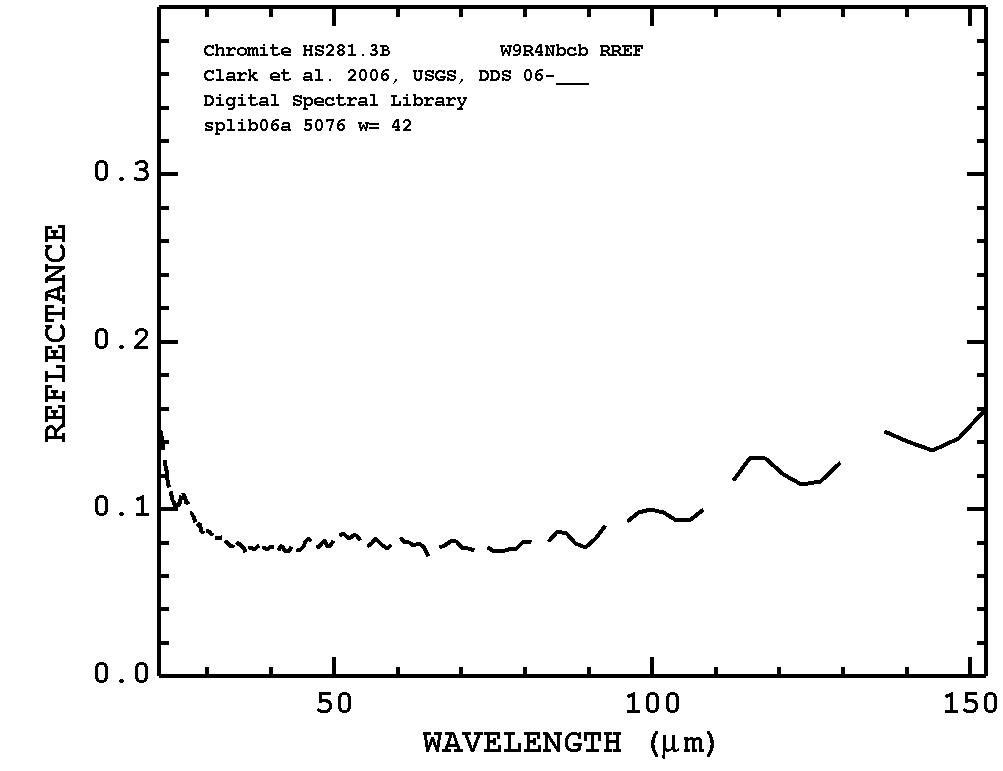 Chromite HS281.3B W9R4Nbcb RREF
Clark et al. 2006, USGS, DDS 06-___
Digital Spectral Library
splib06a 5076 w= 42
0.3
0.2
0.1
0.0
REFLECTANCE
50 100 150
WAVELENGTH (μm)